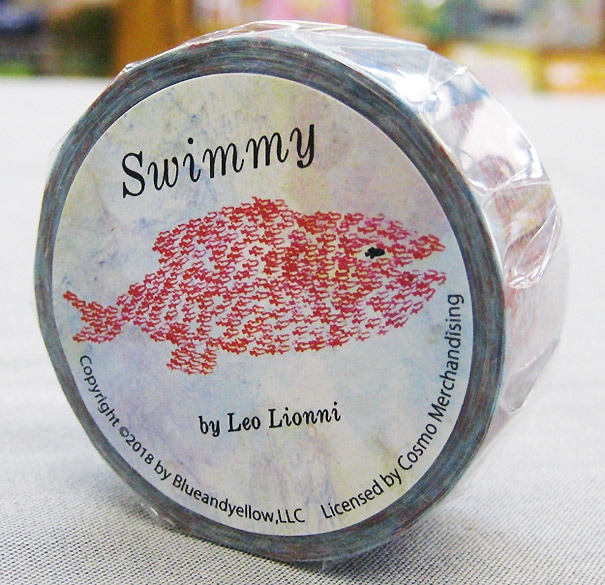 Swimmy
by Leo Lionni
Copyright ©2018 by Blueandyellow,LLC
Licensed by Cosmo Merchandising